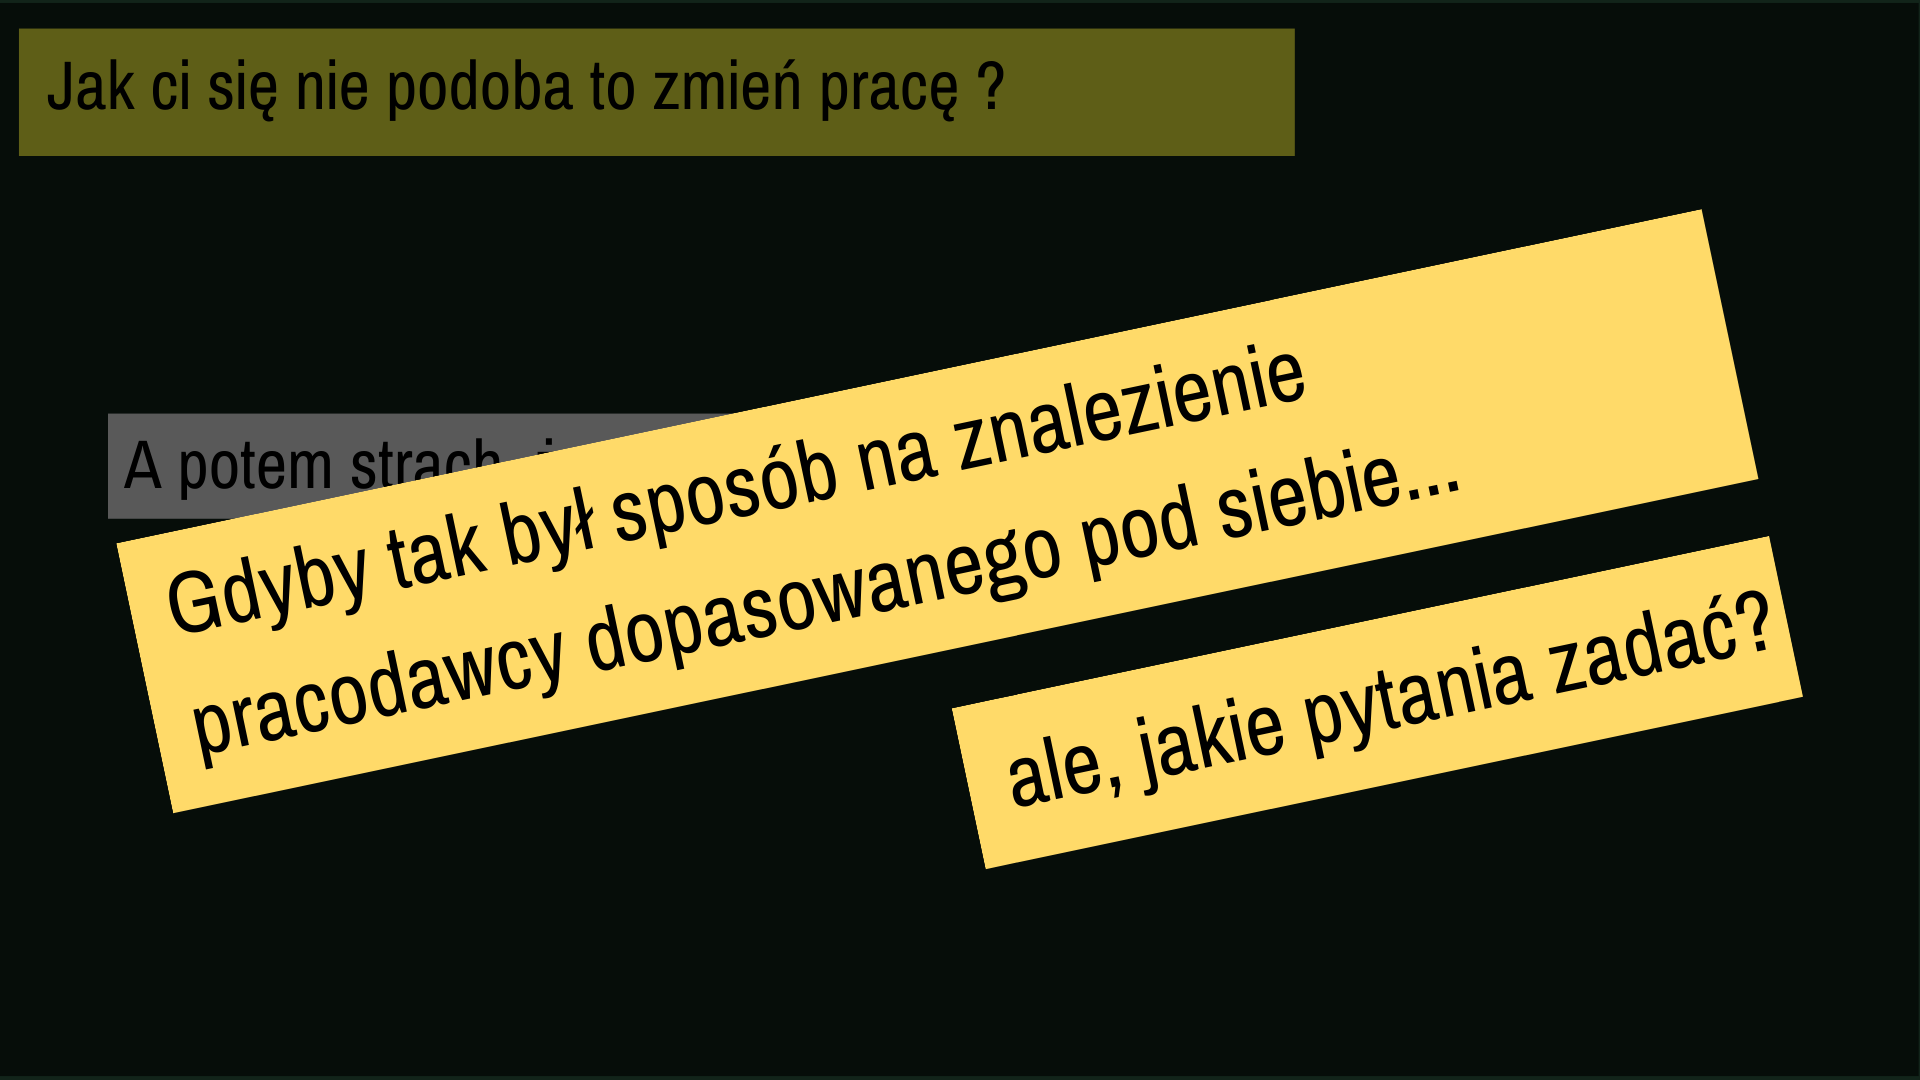 Jak ci się nie podoba to zmień pracę ?
A potem strach,
Gdyby tak był sposób na znalezienie
pracodawcy dopasowanego pod siebie...
ale, jakie pytania zadać?